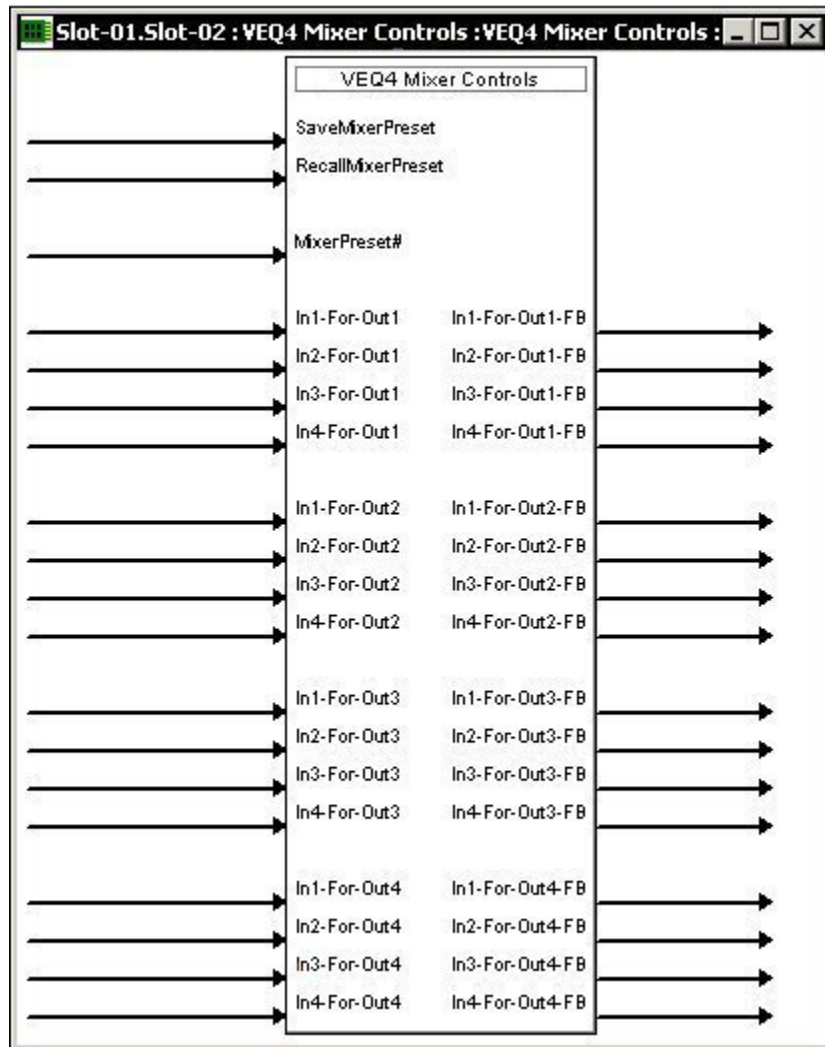 Slot-01.Slot-02 : VEQ4 Mixer Controls : VEQ4 Mixer Controls :
VEQ4 Mixer Controls
SaveMixerPreset
RecallMixerPreset
MixerPreset#
In1-For-Out1 In1-For-Out1-FB
In2-For-Out1 In2-For-Out1-FB
In3-For-Out1 In3-For-Out1-FB
In4-For-Out1 In4-For-Out1-FB
In1-For-Out2 In1-For-Out2-FB
In2-For-Out2 In2-For-Out2-FB
In3-For-Out2 In3-For-Out2-FB
In4-For-Out2 In4-For-Out2-FB
In1-For-Out3 In1-For-Out3-FB
In2-For-Out3 In2-For-Out3-FB
In3-For-Out3 In3-For-Out3-FB
In4-For-Out3 In4-For-Out3-FB
In1-For-Out4 In1-For-Out4-FB
In2-For-Out4 In2-For-Out4-FB
In3-For-Out4 In3-For-Out4-FB
In4-For-Out4 In4-For-Out4-FB